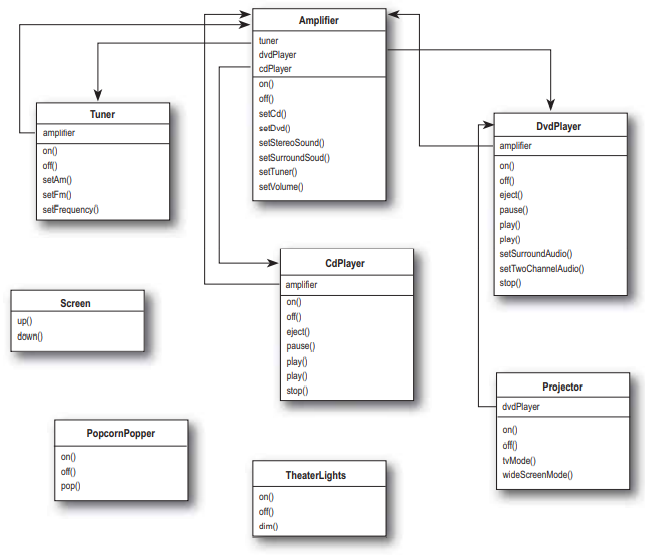 Amplifier
tuner
dvdPlayer
cdPlayer
on()
off()
setCd()
setDvd()
setStereoSound()
setSurroundSoud()
setTuner()
setVolume()
Tuner
amplifier
on()
off()
setAm()
setFm()
setFrequency()
DvdPlayer
amplifier
on()
off()
eject()
pause()
play()
play()
setSurroundAudio()
setTwoChannelAudio()
stop()
CdPlayer
amplifier
on()
off()
eject()
pause()
play()
play()
stop()
Screen
up()
down()
Projector
dvdPlayer
on()
off()
tvMode()
wideScreenMode()
PopcornPopper
on()
off()
pop()
TheaterLights
on()
off()
dim()